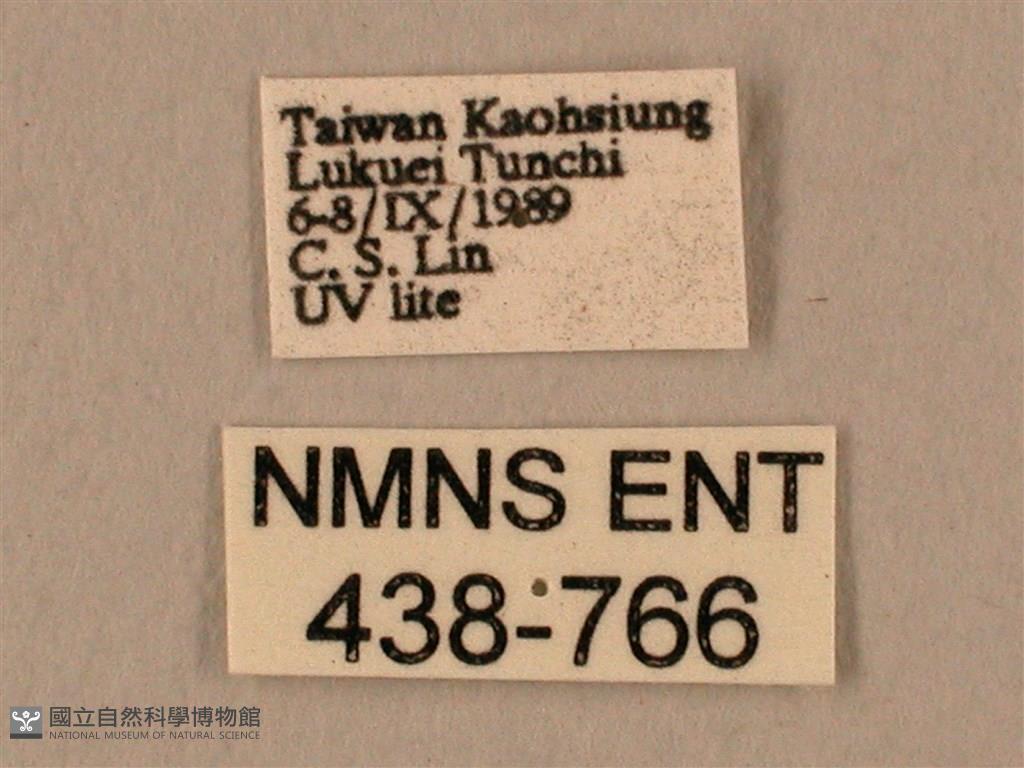 Taiwan Kaohsiung
Lukuei Tunchi
6-8/IX/1989
C. S. Lin
UV lite
NMNS ENT
438-766
國立自然科學博物館
NATIONAL MUSEUM OF NATURAL SCIENCE